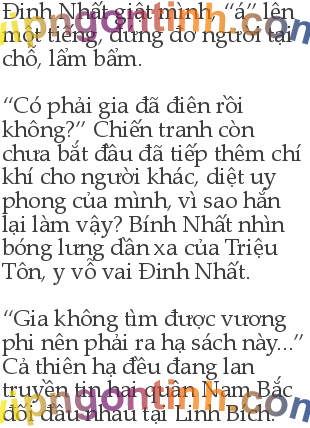 Đinh Nhất giật mình, “á” lên
một tiếng, đứng đơ người tại
chỗ, lẩm bẩm.
“Có phải gia đã điên rồi
không?” Chiến tranh còn
chưa bắt đầu đã tiếp thêm chí
khí cho người khác, diệt uy
phong của mình, vì sao hắn
lại làm vậy? Bính Nhất nhìn
bóng lưng dần xa của Triệu
Tôn, y vỗ vai Đinh Nhất.
“Gia không tìm được vương
phi nên phải ra hạ sách này...”
Cả thiên hạ đều đang lan
truyền tin hai quân Nam Bắc
đối đầu nhau tại Linh Bích.
vipngontinh.com
vipngontinh.com